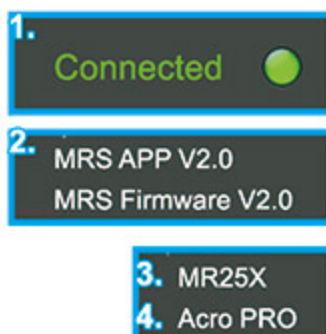 1.
Connected
2.
MRS APP V2.0
MRS Firmware V2.0
3. MR25X
4. Acro PRO